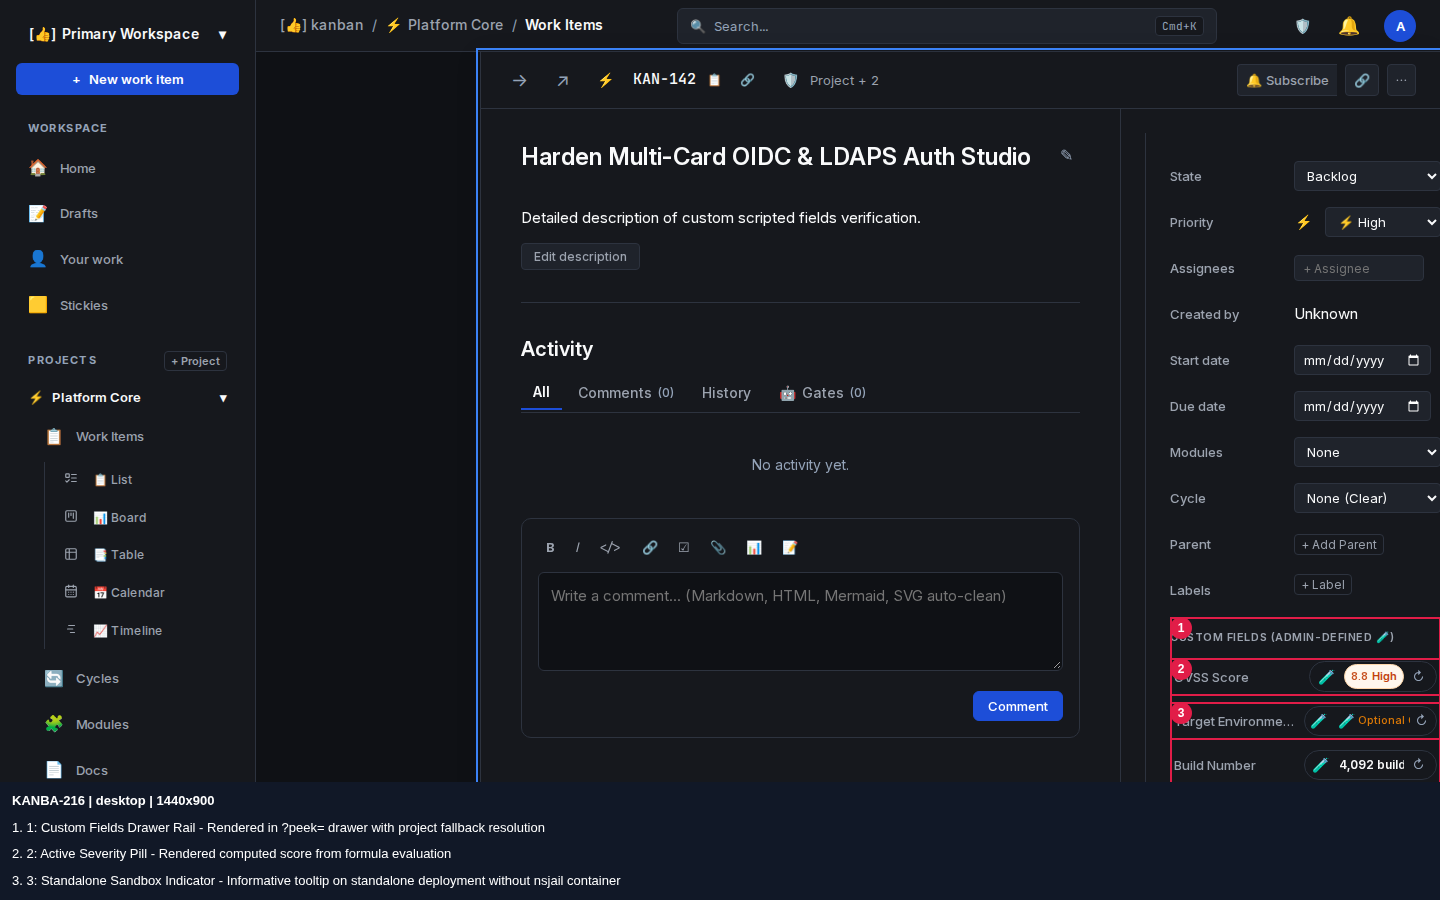 [👍] Primary Workspace ▼
[👍] kanban / ⚡ Platform Core / Work Items
🔍 Search... Cmd+K
A
+ New work item
→ ↗ ⚡ KAN-142 📋 🔗 🛡️ Project + 2
🔔 Subscribe 🔗 ...
WORKSPACE
🏠 Home
📝 Drafts
👤 Your work
🟨 Stickies
PROJECTS + Project
⚡ Platform Core ▼
📋 Work Items
📋 List
📊 Board
📑 Table
📅 Calendar
📈 Timeline
🔄 Cycles
🧩 Modules
📄 Docs
Harden Multi-Card OIDC & LDAPS Auth Studio ✎
Detailed description of custom scripted fields verification.
Edit description
Activity
All Comments (0) History 🤖 Gates (0)
No activity yet.
B I </> 🔗 ☑ 📎 📊 📝
Write a comment... (Markdown, HTML, Mermaid, SVG auto-clean)
Comment
State Backlog
Priority ⚡ ⚡ High
Assignees + Assignee
Created by Unknown
Start date mm/dd/yyyy
Due date mm/dd/yyyy
Modules None
Cycle None (Clear)
Parent + Add Parent
Labels + Label
1
CUSTOM FIELDS (ADMIN-DEFINED 🧪)
2
CVSS Score 🧪 8.8 High ↻
3
Target Environme... 🧪 🧪 Optional ↻
Build Number 🧪 4,092 build ↻
KANBA-216 | desktop | 1440x900
1. 1: Custom Fields Drawer Rail - Rendered in ?peek= drawer with project fallback resolution
2. 2: Active Severity Pill - Rendered computed score from formula evaluation
3. 3: Standalone Sandbox Indicator - Informative tooltip on standalone deployment without nsjail container